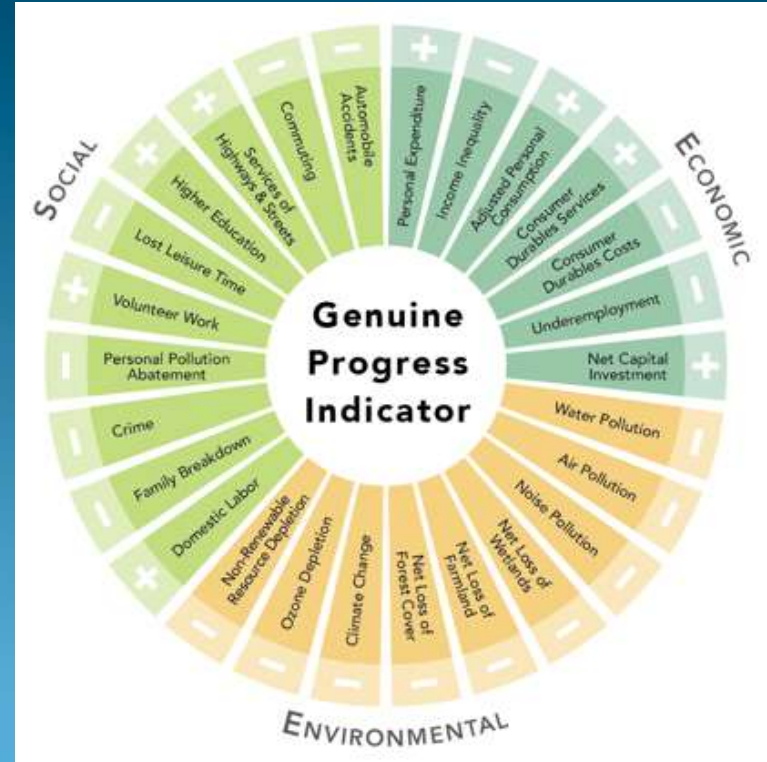 Genuine
Progress
Indicator
ECONOMIC
+
Personal Expenditure
−
Income Inequality
+
Adjusted Personal
Consumption
+
Consumer
Durables Services
−
Consumer
Durables Costs
−
Underemployment
+
Net Capital
Investment
ENVIRONMENTAL
−
Water Pollution
−
Air Pollution
−
Noise Pollution
−
Net Loss of
Wetlands
−
Net Loss of
Farmland
−
Net Loss of
Forest Cover
−
Climate Change
−
Ozone Depletion
−
Non-Renewable
Resource Depletion
SOCIAL
+
Domestic Labor
−
Family Breakdown
−
Crime
−
Personal Pollution
Abatement
+
Volunteer Work
−
Lost Leisure Time
+
Higher Education
+
Services of
Highways & Streets
−
Commuting
−
Automobile
Accidents